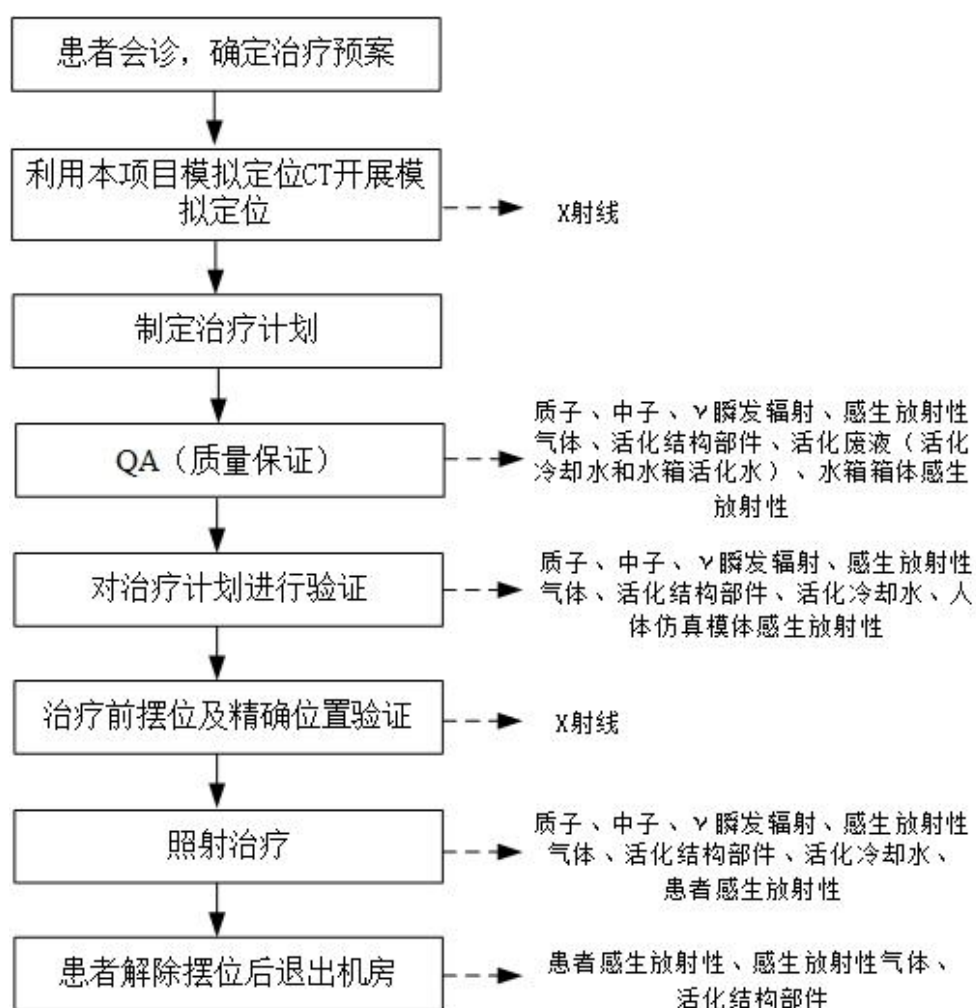 患者会诊，确定治疗预案
利用本项目模拟定位CT开展模
拟定位
X射线
制定治疗计划
QA（质量保证）
质子、中子、γ瞬发辐射、感生放射性
气体、活化结构部件、活化废液（活化
冷却水和水箱活化水）、水箱箱体感生
放射性
对治疗计划进行验证
质子、中子、γ瞬发辐射、感生放射性
气体、活化结构部件、活化冷却水、人
体仿真模体感生放射性
治疗前摆位及精确位置验证
X射线
照射治疗
质子、中子、γ瞬发辐射、感生放射性
气体、活化结构部件、活化冷却水、
患者感生放射性
患者解除摆位后退出机房
患者感生放射性、感生放射性气体、
活化结构部件